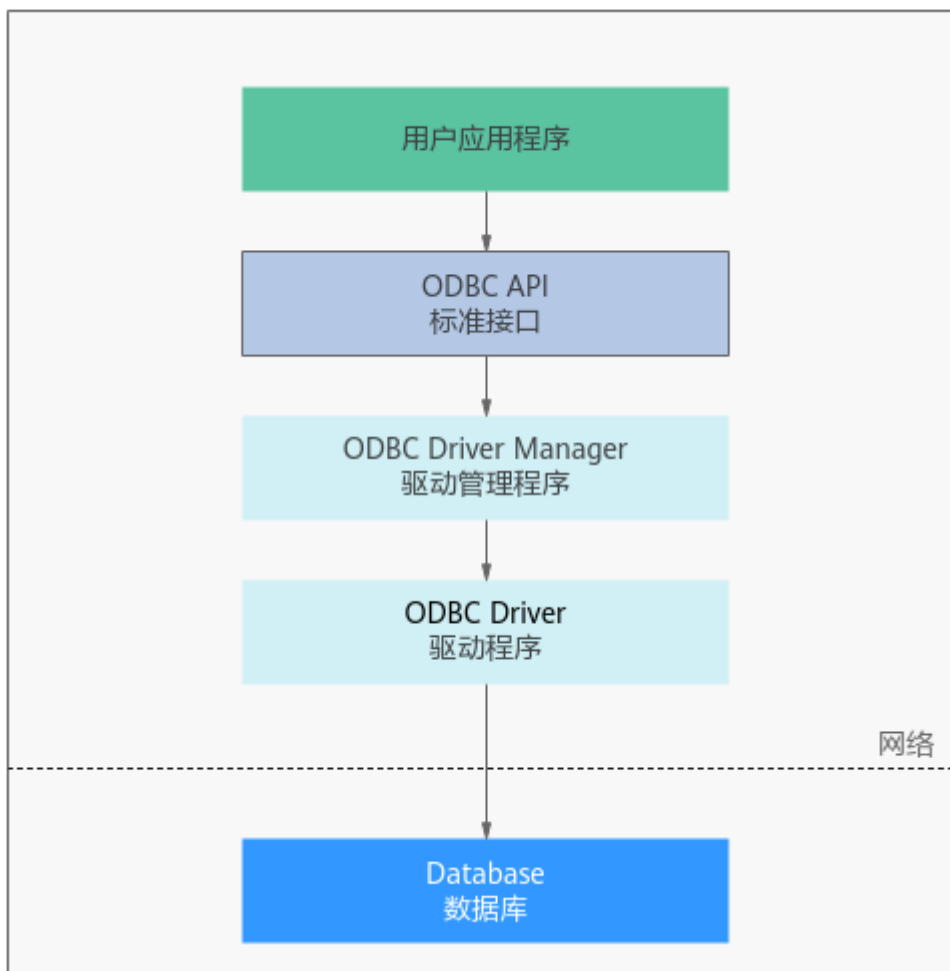 用户应用程序
ODBC API
标准接口
ODBC Driver Manager
驱动管理程序
ODBC Driver
驱动程序
网络
Database
数据库